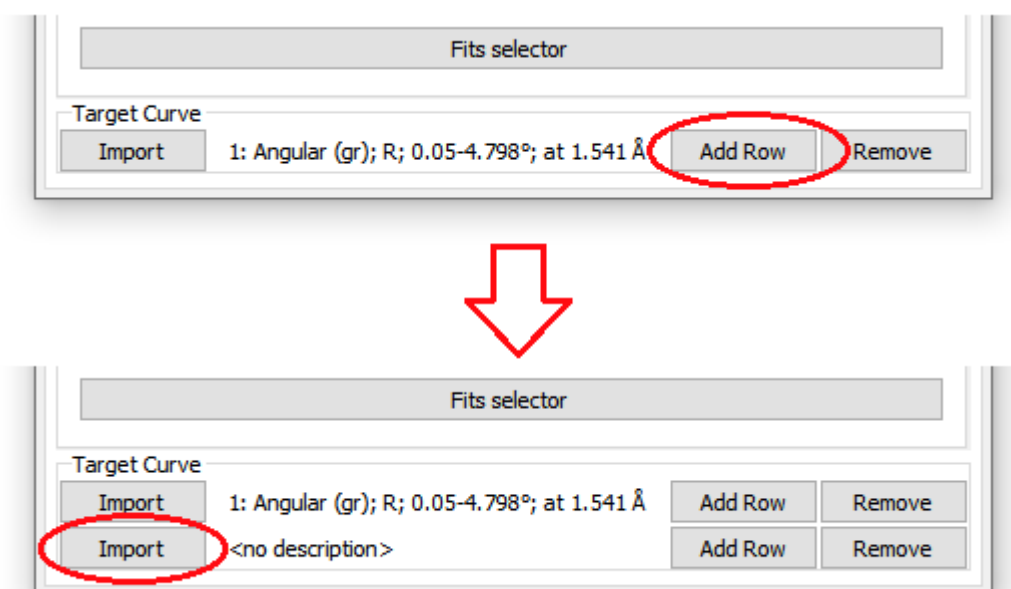 Fits selector
Target Curve
Import 1: Angular (gr); R; 0.05-4.798°; at 1.541 Å Add Row Remove
Fits selector
Target Curve
Import 1: Angular (gr); R; 0.05-4.798°; at 1.541 Å Add Row Remove
Import <no description> Add Row Remove